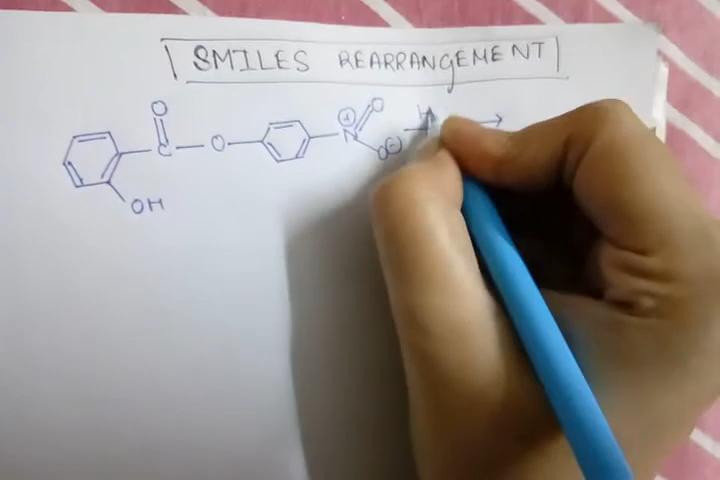 SMILES REARRANGEMENT
O
C O N⊕ O
O⊖
OH